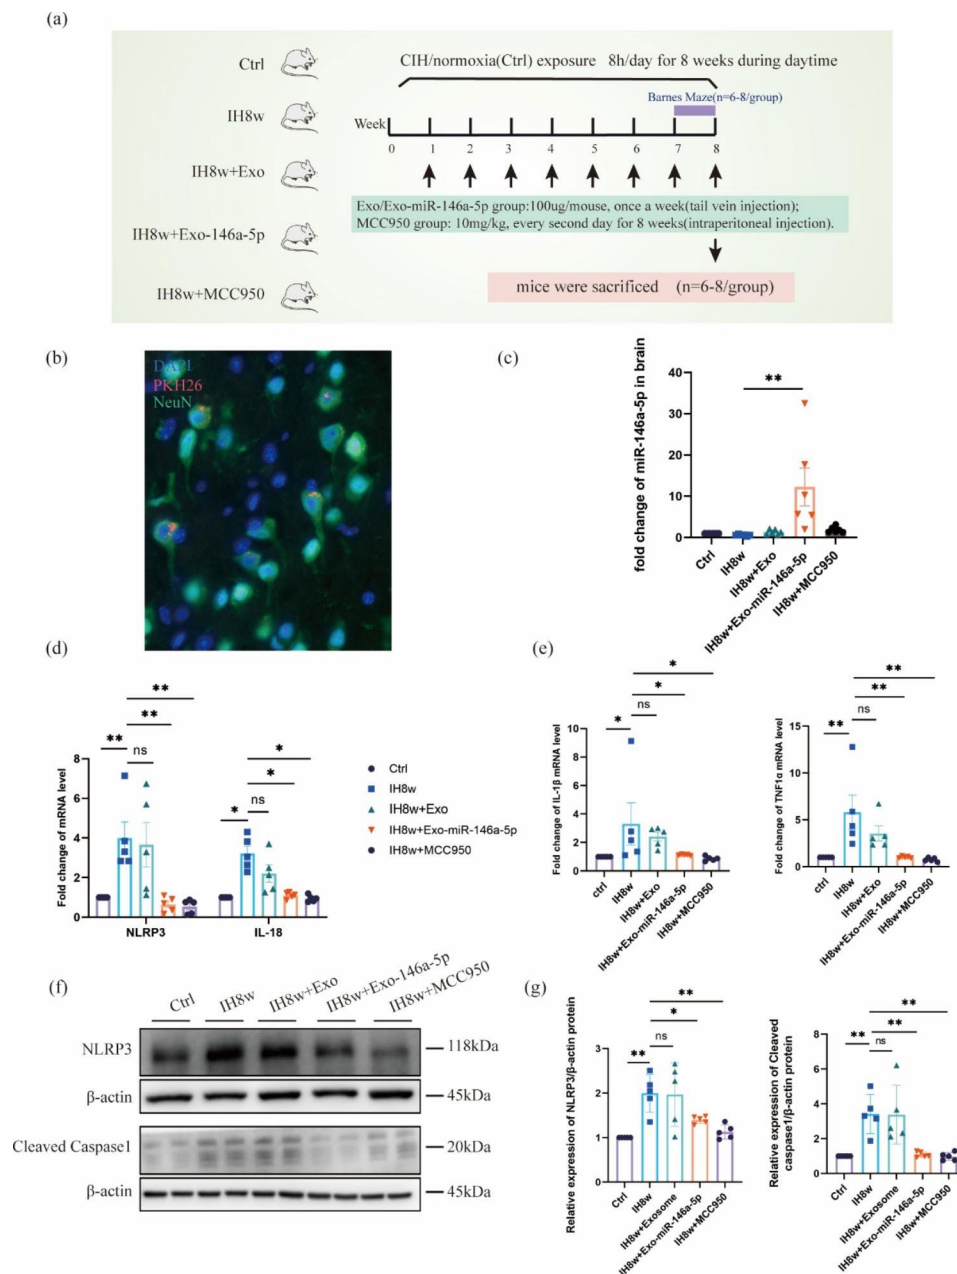 (a)
Ctrl
IH8w
IH8w+Exo
IH8w+Exo-146a-5p
IH8w+MCC950
CIH/normoxia(Ctrl) exposure 8h/day for 8 weeks during daytime
Barnes Maze(n=6-8/group)
Week
0 1 2 3 4 5 6 7 8
Exo/Exo-miR-146a-5p group:100ug/mouse, once a week(tail vein injection);
MCC950 group: 10mg/kg, every second day for 8 weeks(intraperitoneal injection).
mice were sacrificed (n=6-8/group)
(b)
DAPI
PKH26
NeuN
(c)
fold change of miR-146a-5p in brain
40
30
20
10
0
**
Ctrl
IH8w
IH8w+Exo
IH8w+Exo-miR-146a-5p
IH8w+MCC950
(d)
Fold change of mRNA level
8
6
4
2
0
**
**
** ns
*
*
* ns
NLRP3 IL-18
Ctrl
IH8w
IH8w+Exo
IH8w+Exo-miR-146a-5p
IH8w+MCC950
(e)
Fold change of IL-1β mRNA level
10
8
6
4
2
0
*
*
ns
*
ctrl
IH8w
IH8w+Exo
IH8w+Exo-miR-146a-5p
IH8w+MCC950
Fold change of TNF1α mRNA level
15
10
5
0
**
**
ns
**
ctrl
IH8w
IH8w+Exo
IH8w+Exo-miR-146a-5p
IH8w+MCC950
(f)
Ctrl
IH8w
IH8w+Exo
IH8w+Exo-146a-5p
IH8w+MCC950
NLRP3 118kDa
β-actin 45kDa
Cleaved Caspase1 20kDa
β-actin 45kDa
(g)
Relative expression of NLRP3/β-actin protein
3
2
1
0
**
*
ns
**
Ctrl
IH8w
IH8w+Exosome
IH8w+Exo-miR-146a-5p
IH8w+MCC950
Relative expression of Cleaved
caspase1/β-actin protein
8
6
4
2
0
**
**
** ns
Ctrl
IH8w
IH8w+Exosome
IH8w+Exo-miR-146a-5p
IH8w+MCC950